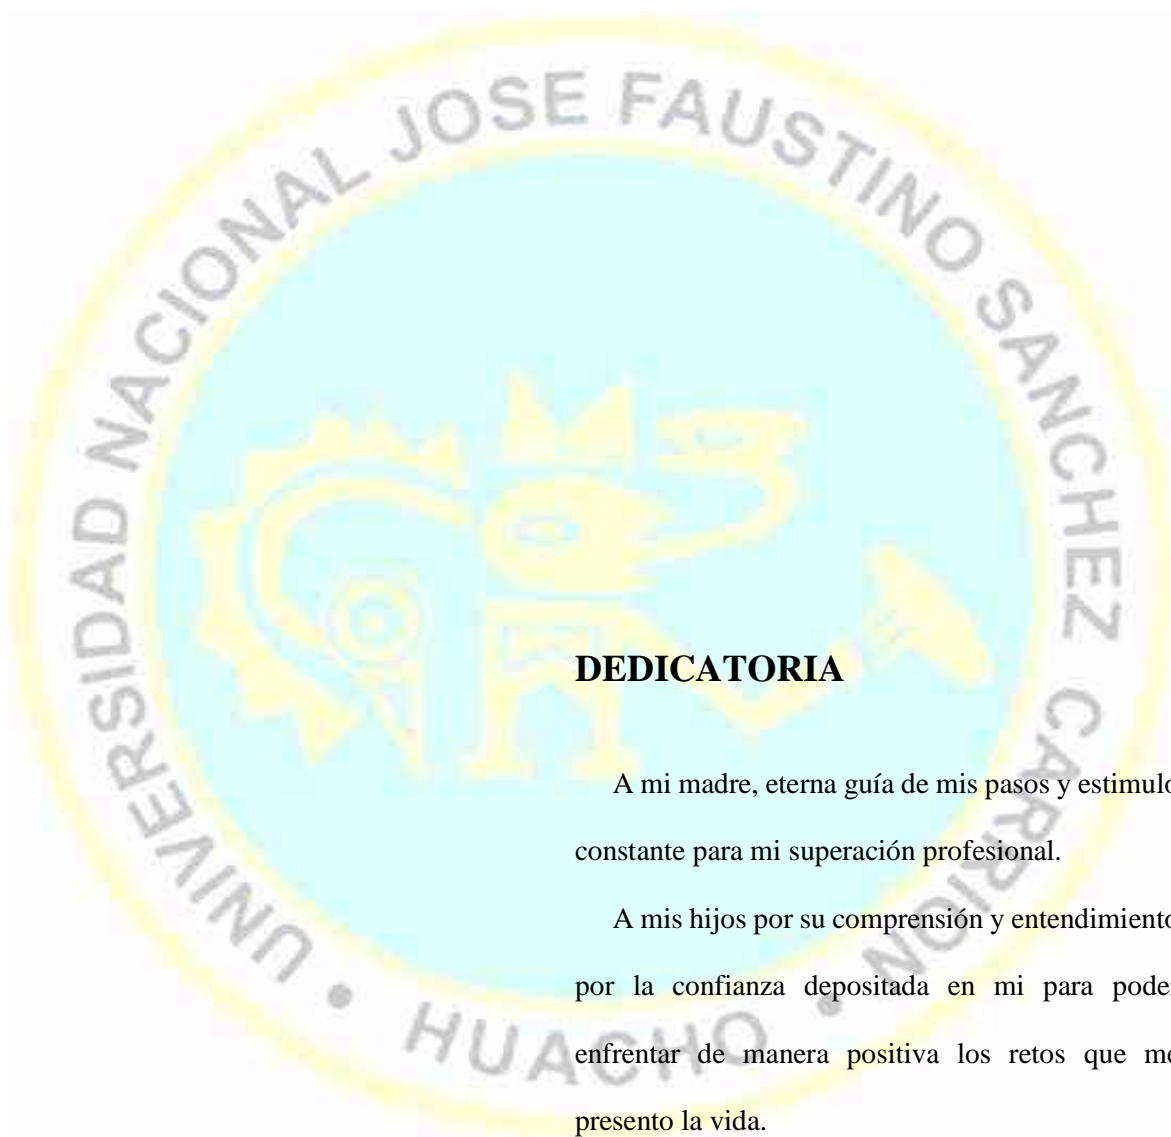 UNIVERSIDAD NACIONAL JOSE FAUSTINO SANCHEZ CARRION
• HUACHO •
DEDICATORIA
A mi madre, eterna guía de mis pasos y estimulo
constante para mi superación profesional.
A mis hijos por su comprensión y entendimiento
por la confianza depositada en mi para poder
enfrentar de manera positiva los retos que me
presento la vida.